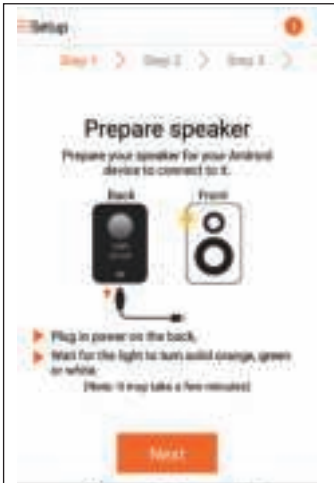 Setup
Step 1 > Step 2 > Step 3 >
Prepare speaker
Prepare your speaker for your Android
device to connect to it.
Back Front
Plug in power on the back.
Wait for the light to turn solid orange, green
or white.
(Note: It may take a few minutes)
Next